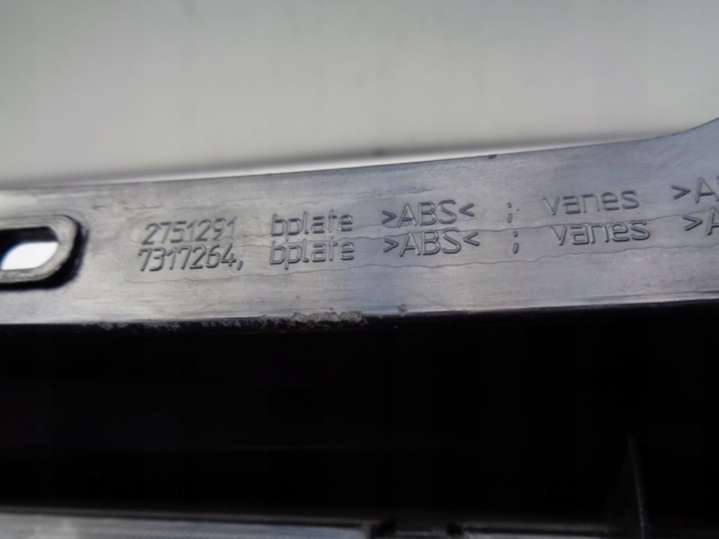 2751291 bplate >ABS< ; vanes >A
7317264, bplate >ABS< ; vanes >A